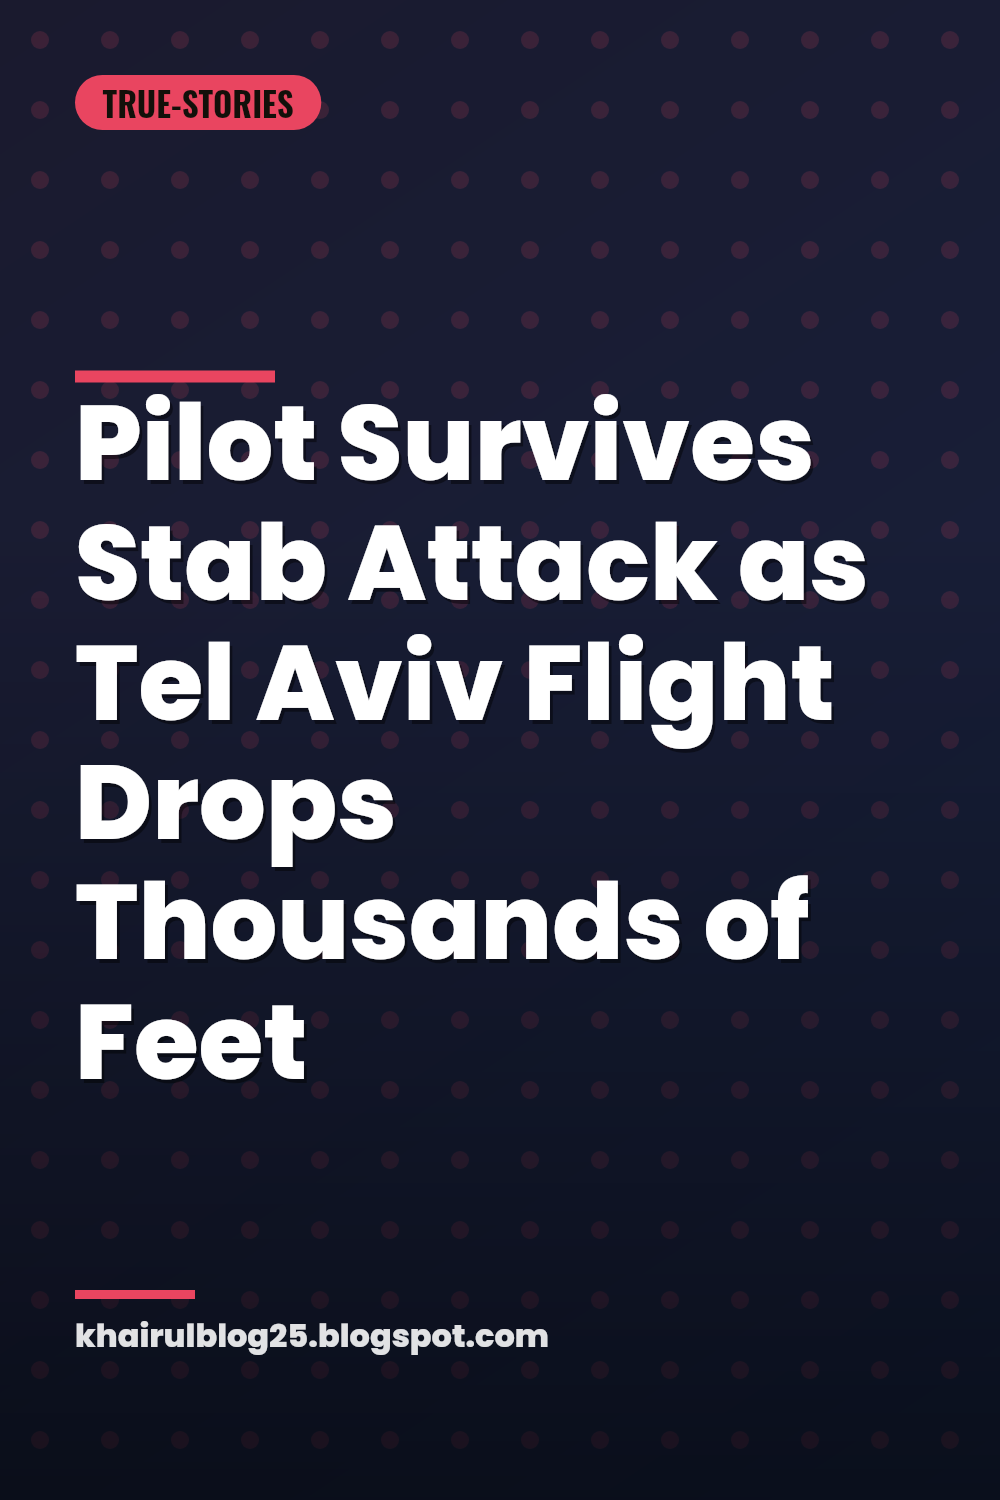 TRUE-STORIES
Pilot Survives
Stab Attack as
Tel Aviv Flight
Drops
Thousands of
Feet
khairulblog25.blogspot.com